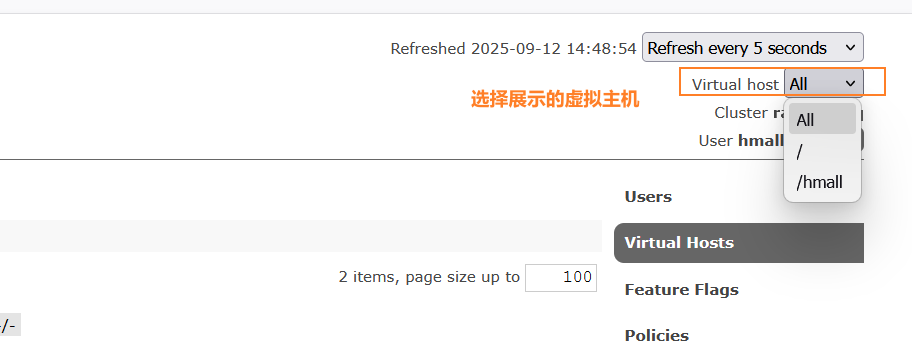 Refreshed 2025-09-12 14:48:54 Refresh every 5 seconds
Virtual host All
选择展示的虚拟主机
Cluster
All
User hmall
/
/hmall
Users
Virtual Hosts
2 items, page size up to 100
Feature Flags
/-
Policies